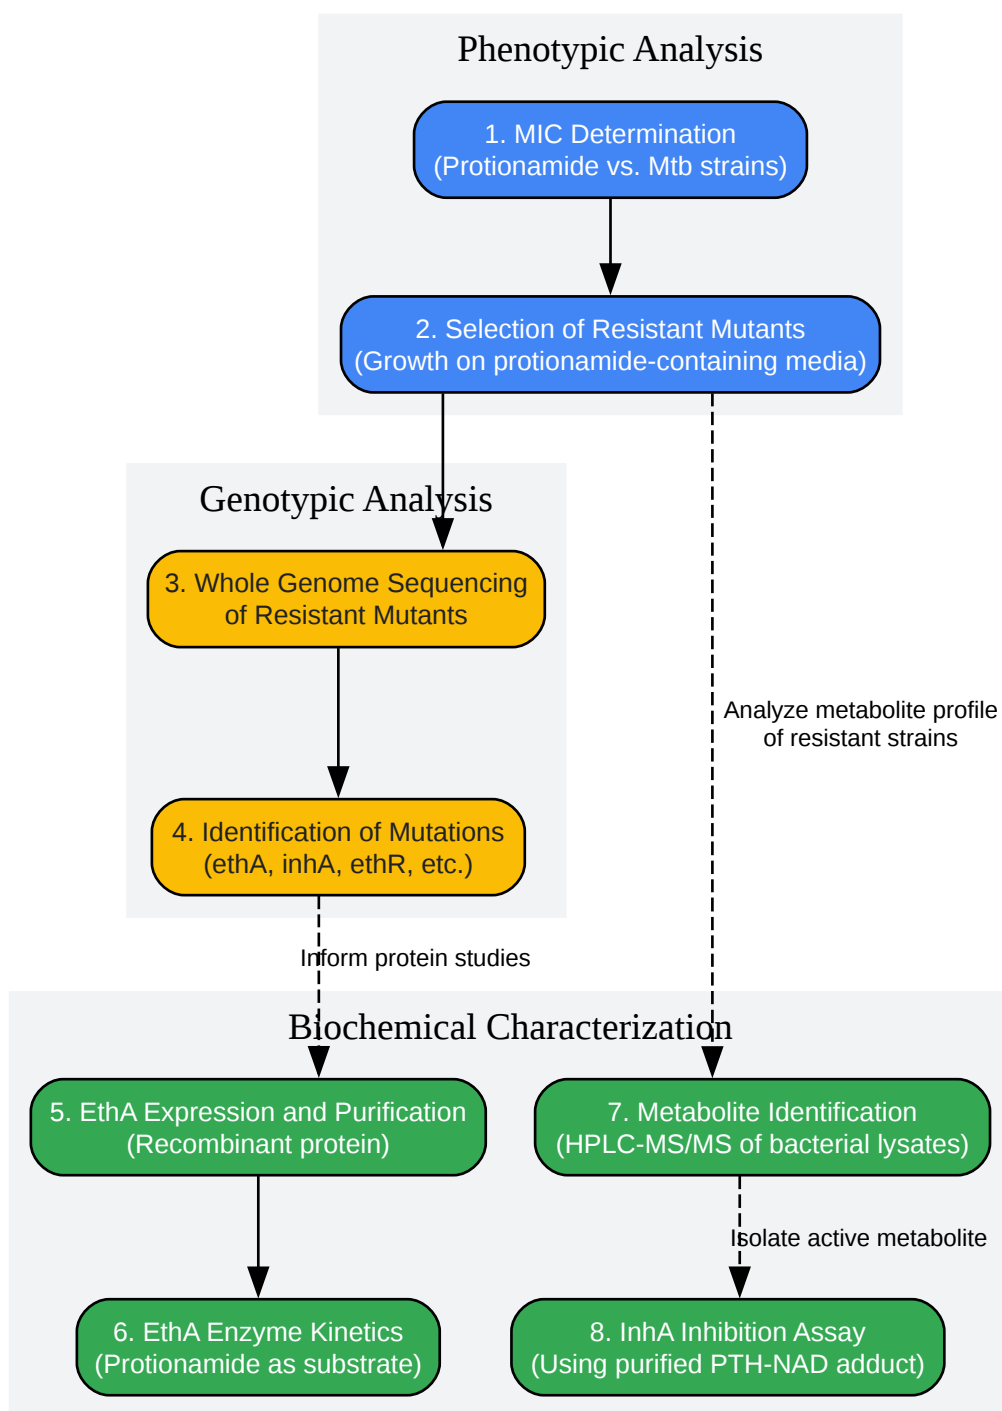 Phenotypic Analysis
1. MIC Determination
(Protionamide vs. Mtb strains)
2. Selection of Resistant Mutants
(Growth on protionamide-containing media)
Genotypic Analysis
3. Whole Genome Sequencing
of Resistant Mutants
Analyze metabolite profile
of resistant strains
4. Identification of Mutations
(ethA, inhA, ethR, etc.)
Inform protein studies
Biochemical Characterization
5. EthA Expression and Purification
(Recombinant protein)
7. Metabolite Identification
(HPLC-MS/MS of bacterial lysates)
Isolate active metabolite
6. EthA Enzyme Kinetics
(Protionamide as substrate)
8. InhA Inhibition Assay
(Using purified PTH-NAD adduct)